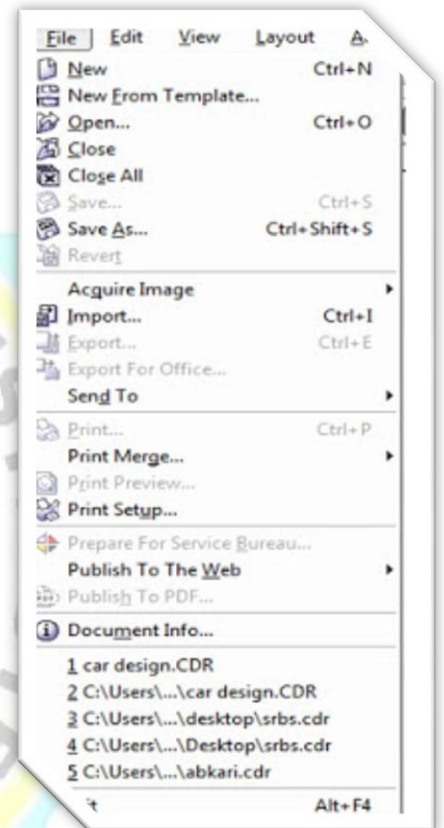 File Edit View Layout A
New Ctrl+N
New From Template...
Open... Ctrl+O
Close
Close All
Save... Ctrl+S
Save As... Ctrl+Shift+S
Revert
Acquire Image
Import... Ctrl+I
Export... Ctrl+E
Export For Office...
Send To
Print... Ctrl+P
Print Merge...
Print Preview...
Print Setup...
Prepare For Service Bureau...
Publish To The Web
Publish To PDF...
Document Info...
1 car design.CDR
2 C:\Users\...\car design.CDR
3 C:\Users\...\desktop\srbs.cdr
4 C:\Users\...\Desktop\srbs.cdr
5 C:\Users\...\abkari.cdr
Alt+F4